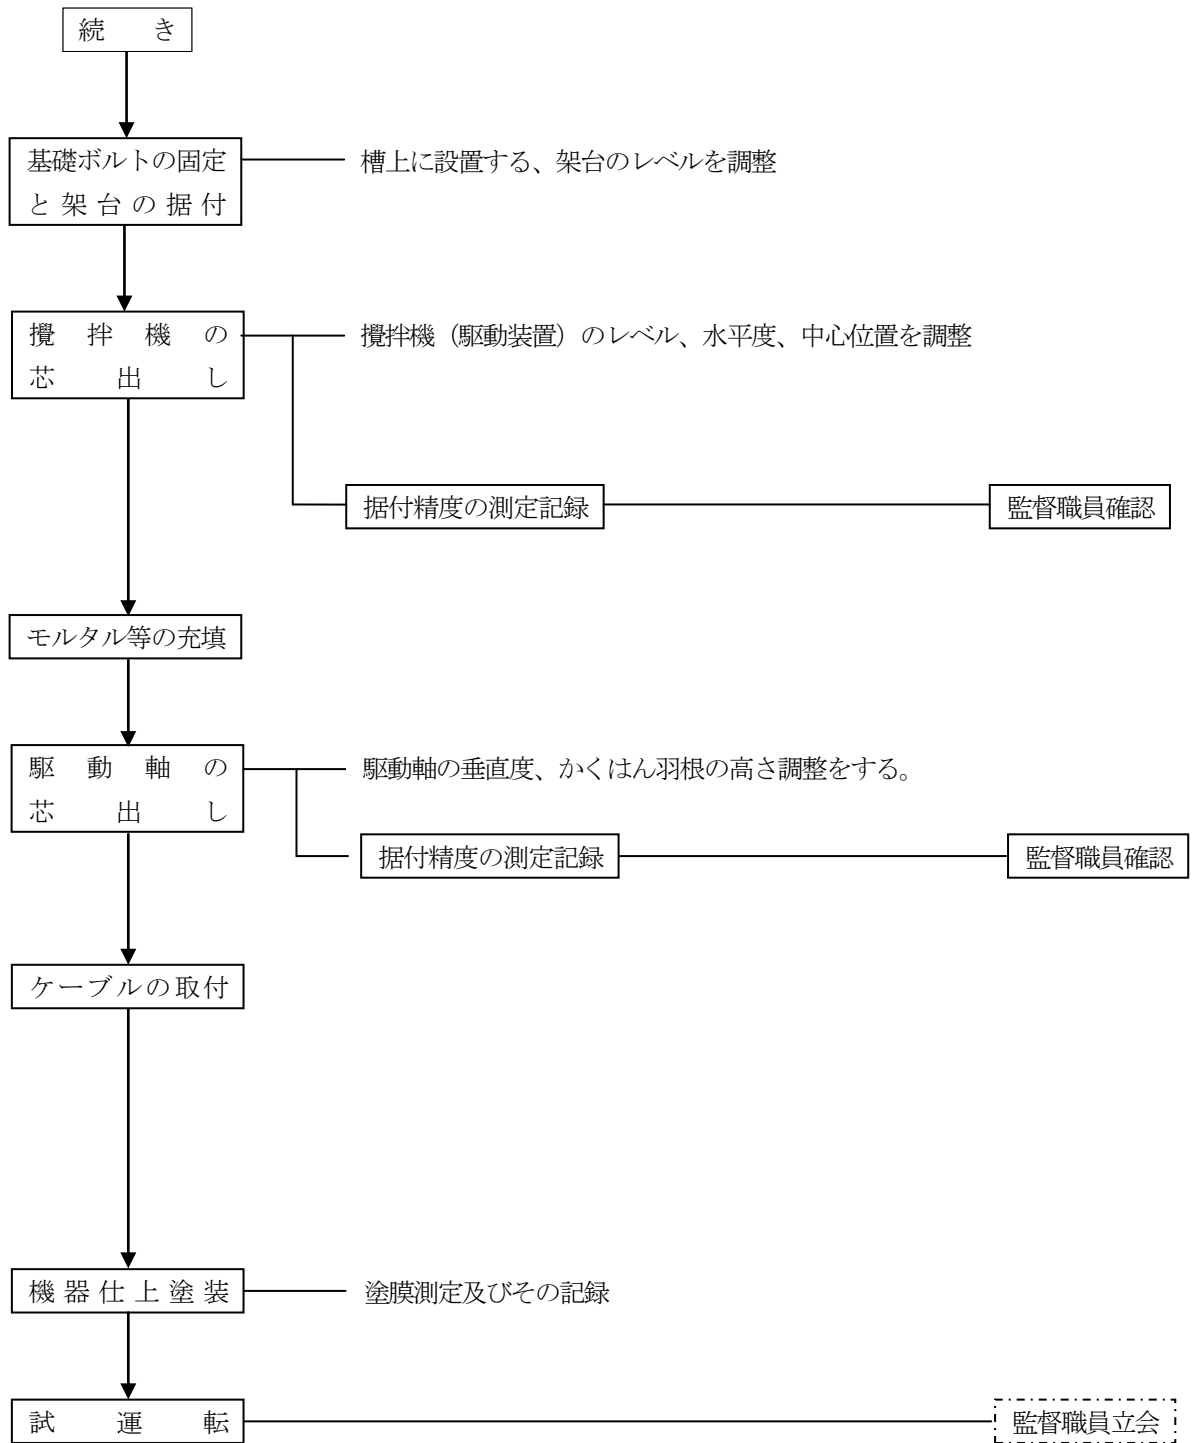 続き
基礎ボルトの固定
槽上に設置する、架台のレベルを調整
と架台の据付
攪拌機の
攪拌機(駆動装置)のレベル、水平度、中心位置を調整
芯出し
据付精度の測定記録
監督職員確認
モルタル等の充填
駆動軸の
駆動軸の垂直度、かくはん羽根の高さ調整をする。
芯出し
据付精度の測定記録
監督職員確認
ケーブルの取付
機器仕上塗装
塗膜測定及びその記録
試運転
監督職員立会